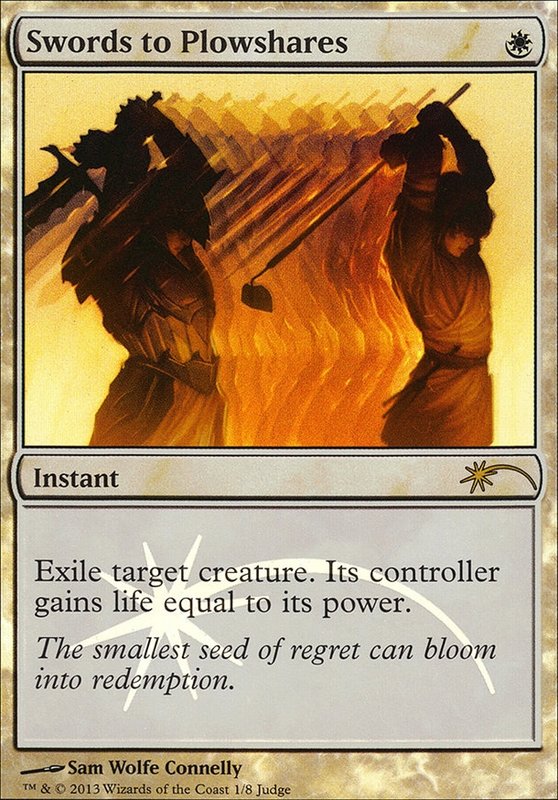 Swords to Plowshares
Instant
Exile target creature. Its controller
gains life equal to its power.
The smallest seed of regret can bloom
into redemption.
Sam Wolfe Connelly
™ & © 2013 Wizards of the Coast 1/8 Judge